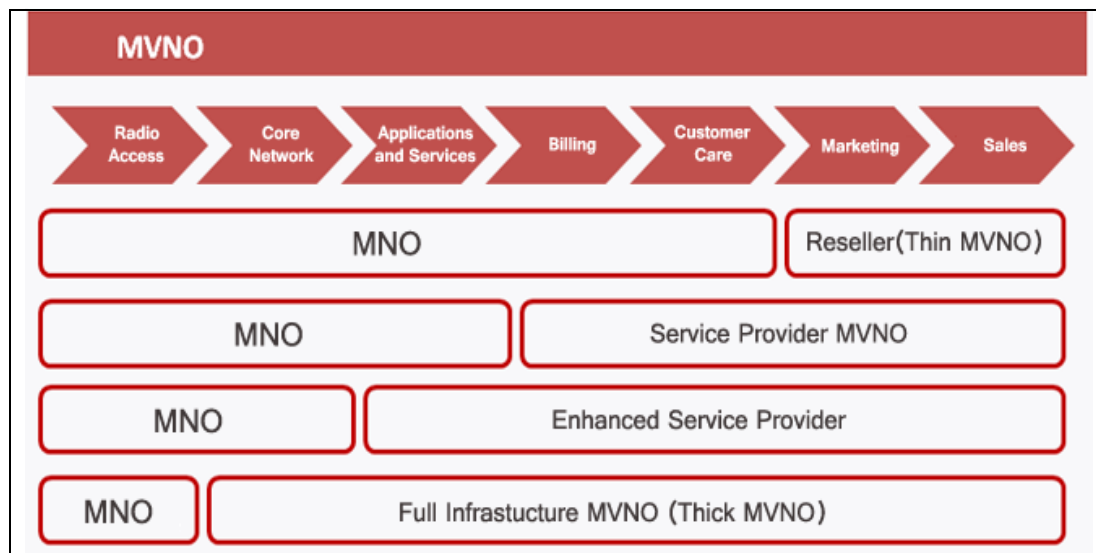 MVNO
Radio
Access
Core
Network
Applications
and Services
Billing
Customer
Care
Marketing
Sales
MNO
Reseller(Thin MVNO)
MNO
Service Provider MVNO
MNO
Enhanced Service Provider
MNO
Full Infrastucture MVNO (Thick MVNO)